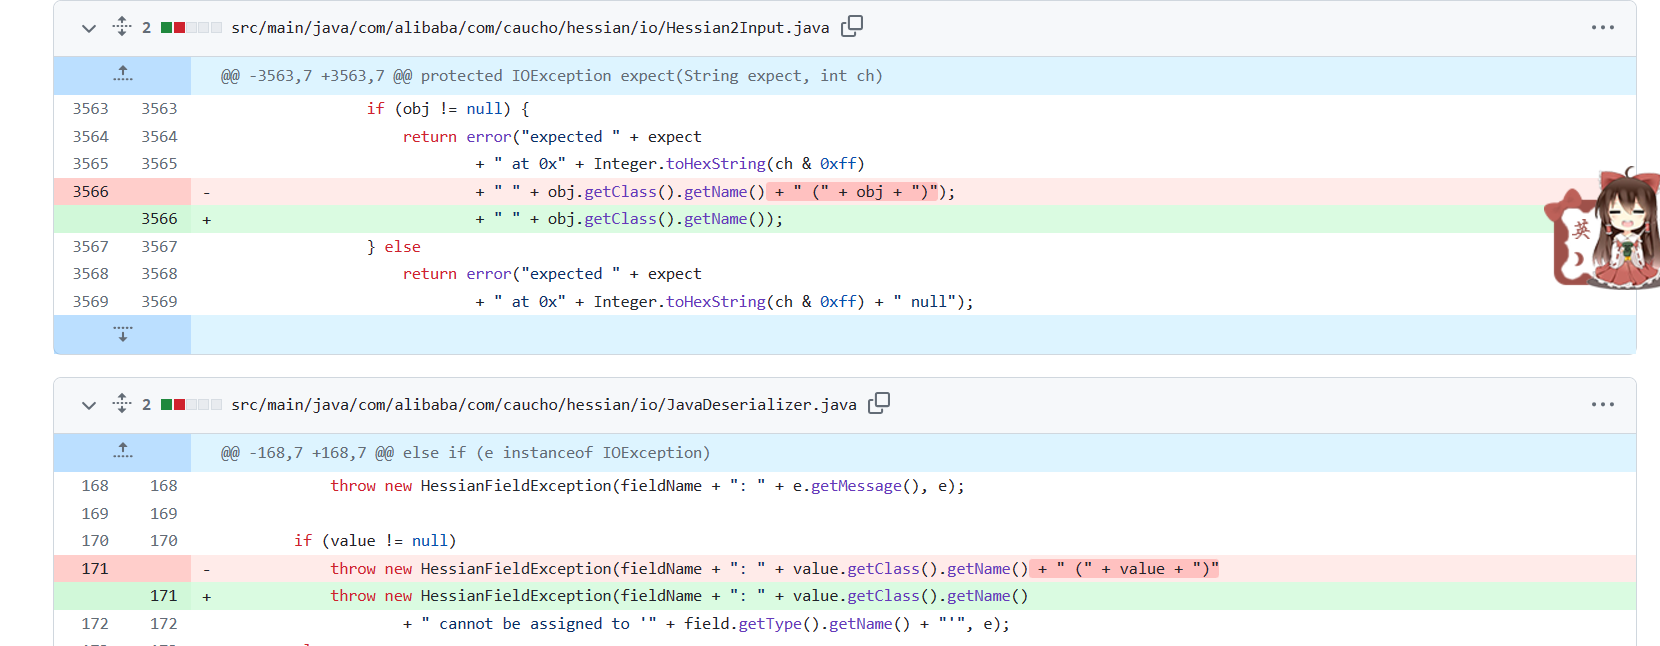 2 src/main/java/com/alibaba/com/caucho/hessian/io/Hessian2Input.java
@@ -3563,7 +3563,7 @@ protected IOException expect(String expect, int ch)
3563 3563 if (obj != null) {
3564 3564 return error("expected " + expect
3565 3565 + " at 0x" + Integer.toHexString(ch & 0xff)
3566 - + " " + obj.getClass().getName() + " (" + obj + ")");
3566 + + " " + obj.getClass().getName());
3567 3567 } else
3568 3568 return error("expected " + expect
3569 3569 + " at 0x" + Integer.toHexString(ch & 0xff) + " null");
英
2 src/main/java/com/alibaba/com/caucho/hessian/io/JavaDeserializer.java
@@ -168,7 +168,7 @@ else if (e instanceof IOException)
168 168 throw new HessianFieldException(fieldName + ": " + e.getMessage(), e);
169 169
170 170 if (value != null)
171 - throw new HessianFieldException(fieldName + ": " + value.getClass().getName() + " (" + value + ")"
171 + throw new HessianFieldException(fieldName + ": " + value.getClass().getName()
172 172 + " cannot be assigned to '" + field.getType().getName() + "'", e);